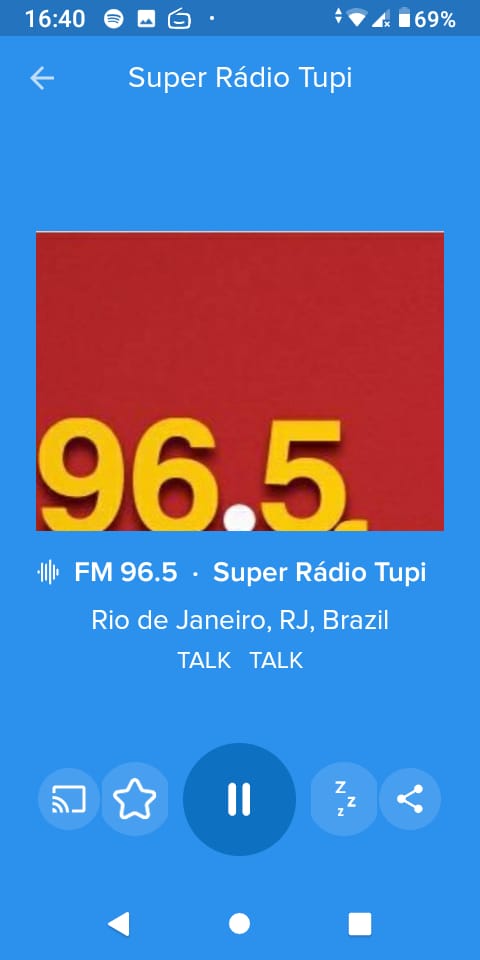 16:40 69%
Super Rádio Tupi
96.5
FM 96.5 · Super Rádio Tupi
Rio de Janeiro, RJ, Brazil
TALK TALK
z
z
z